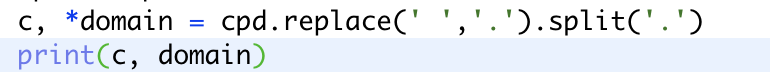 c, *domain = cpd.replace(' ','.').split('.')
print(c, domain)